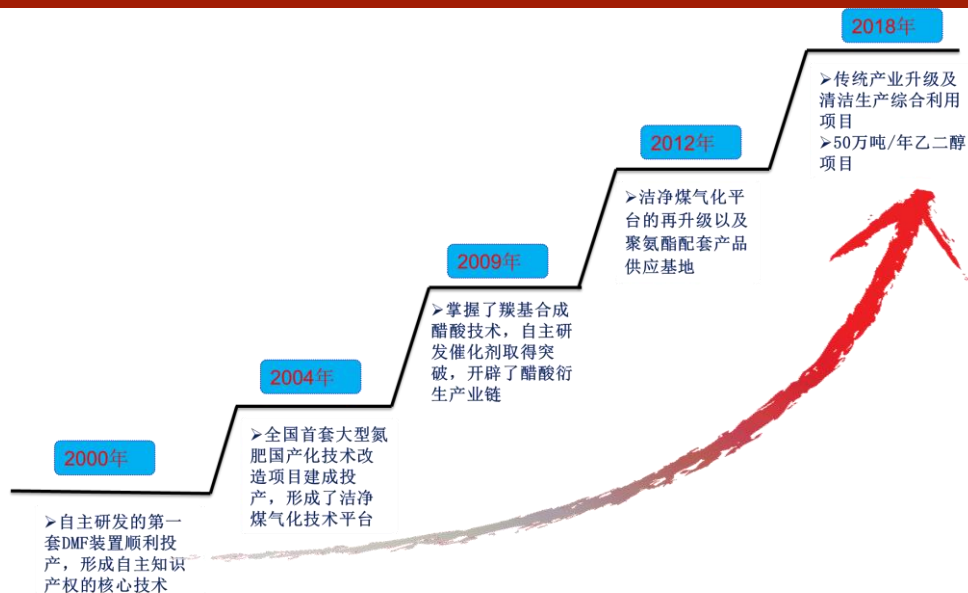 2000年
➢自主研发的第一
套DMF装置顺利投
产，形成自主知识
产权的核心技术
2004年
➢全国首套大型氮
肥国产化技术改
造项目建成投
产，形成了洁净
煤气化技术平台
2009年
➢掌握了羰基合成
醋酸技术，自主研
发催化剂取得突
破，开辟了醋酸衍
生产业链
2012年
➢洁净煤气化平
台的再升级以及
聚氨酯配套产品
供应基地
2018年
➢传统产业升级及
清洁生产综合利用
项目
➢50万吨/年乙二醇
项目